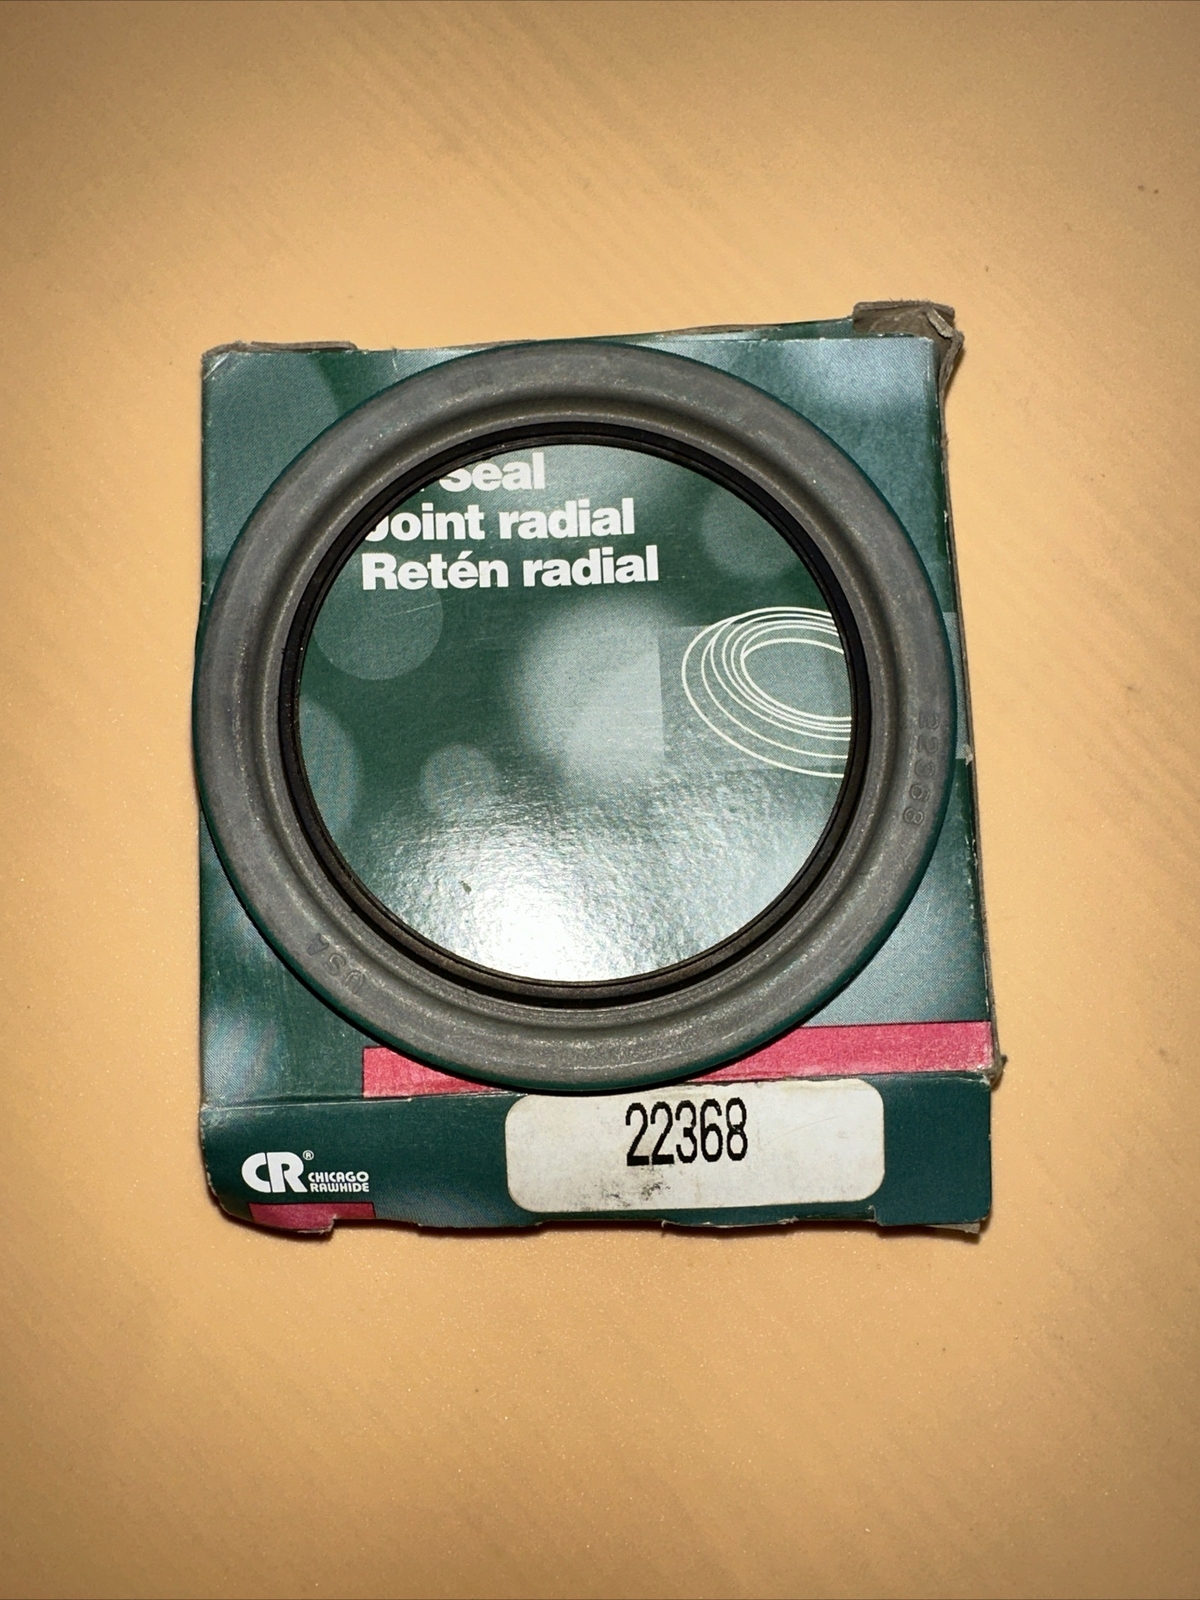 Seal
Joint radial
Retén radial
22368
USA
22368
CR®
CHICAGO
RAWHIDE